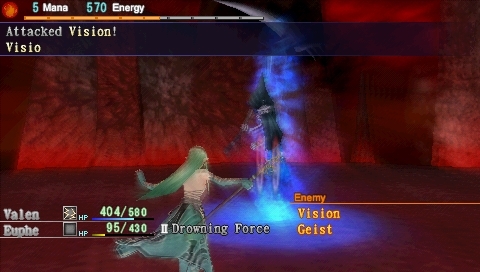 5 Mana 570 Energy
Attacked Vision!
Visio
Enemy
Valen HP 404/580 Vision
Euphe HP 95/430 II Drowning Force Geist